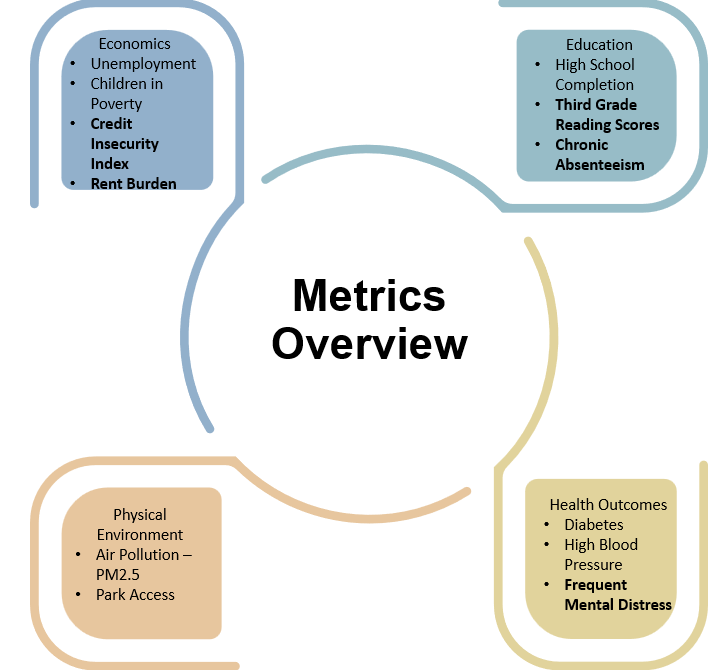 Economics
• Unemployment
• Children in
Poverty
• Credit
Insecurity
Index
• Rent Burden
Education
• High School
Completion
• Third Grade
Reading Scores
• Chronic
Absenteeism
Metrics
Overview
Physical
Environment
• Air Pollution –
PM2.5
• Park Access
Health Outcomes
• Diabetes
• High Blood
Pressure
• Frequent
Mental Distress